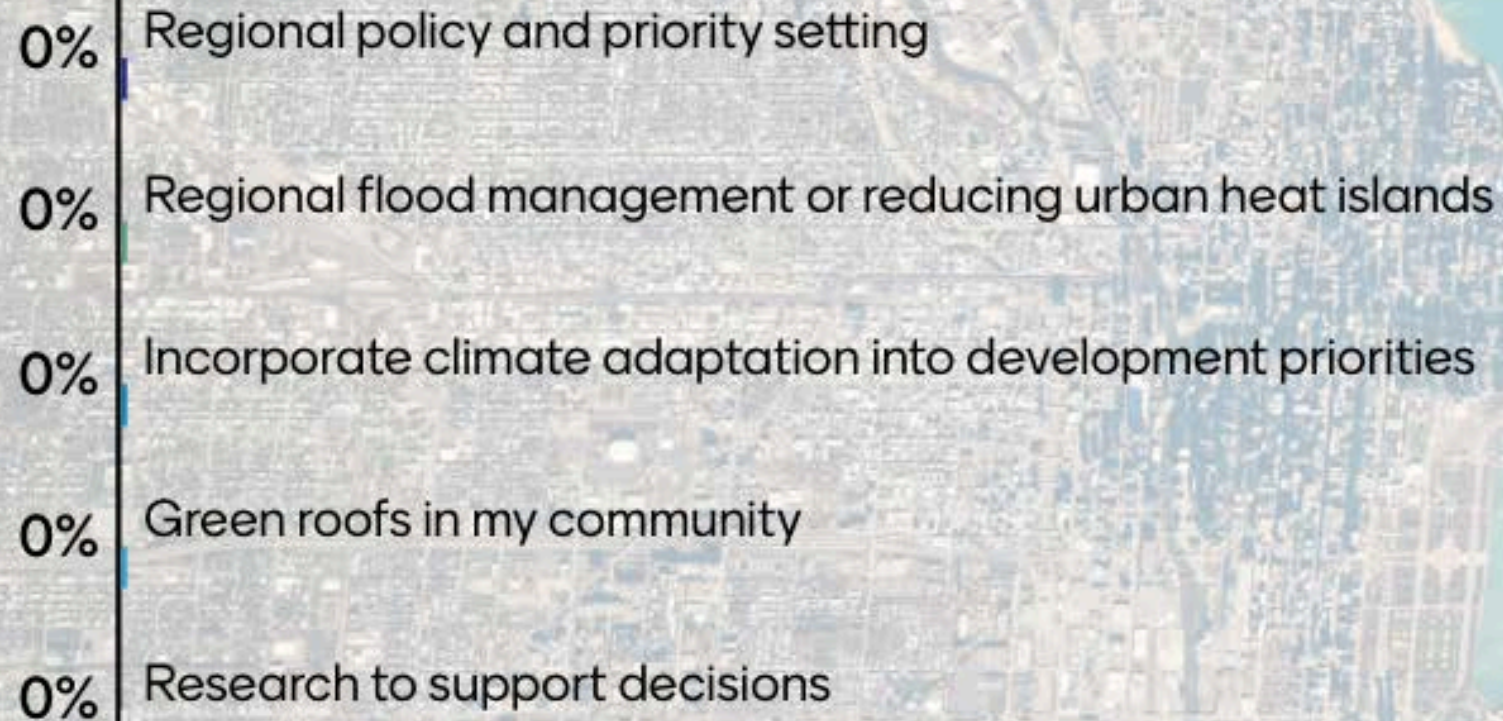 0% Regional policy and priority setting
0% Regional flood management or reducing urban heat islands
0% Incorporate climate adaptation into development priorities
0% Green roofs in my community
0% Research to support decisions